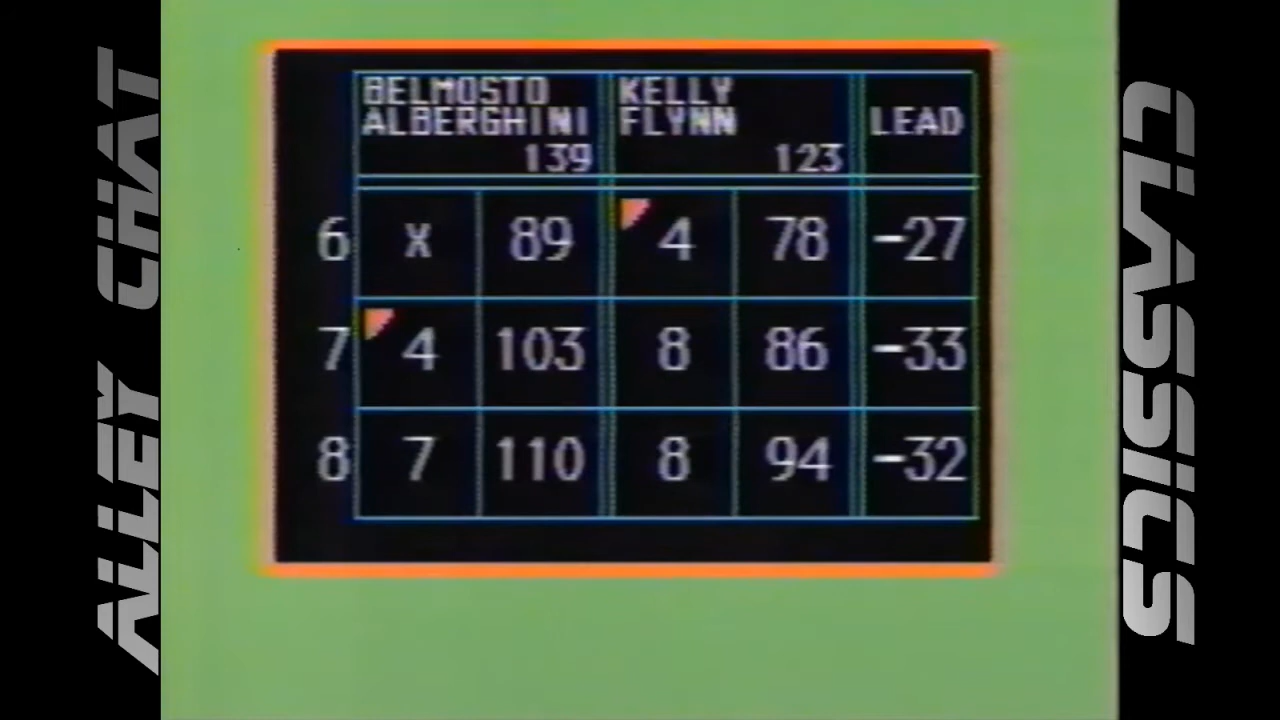 ALLEY CHAT
BELMOSTO KELLY
ALBERGHINI FLYNN LEAD
139 123
6 X 89 4 78 -27
7 4 103 8 86 -33
8 7 110 8 94 -32
CLASSICS